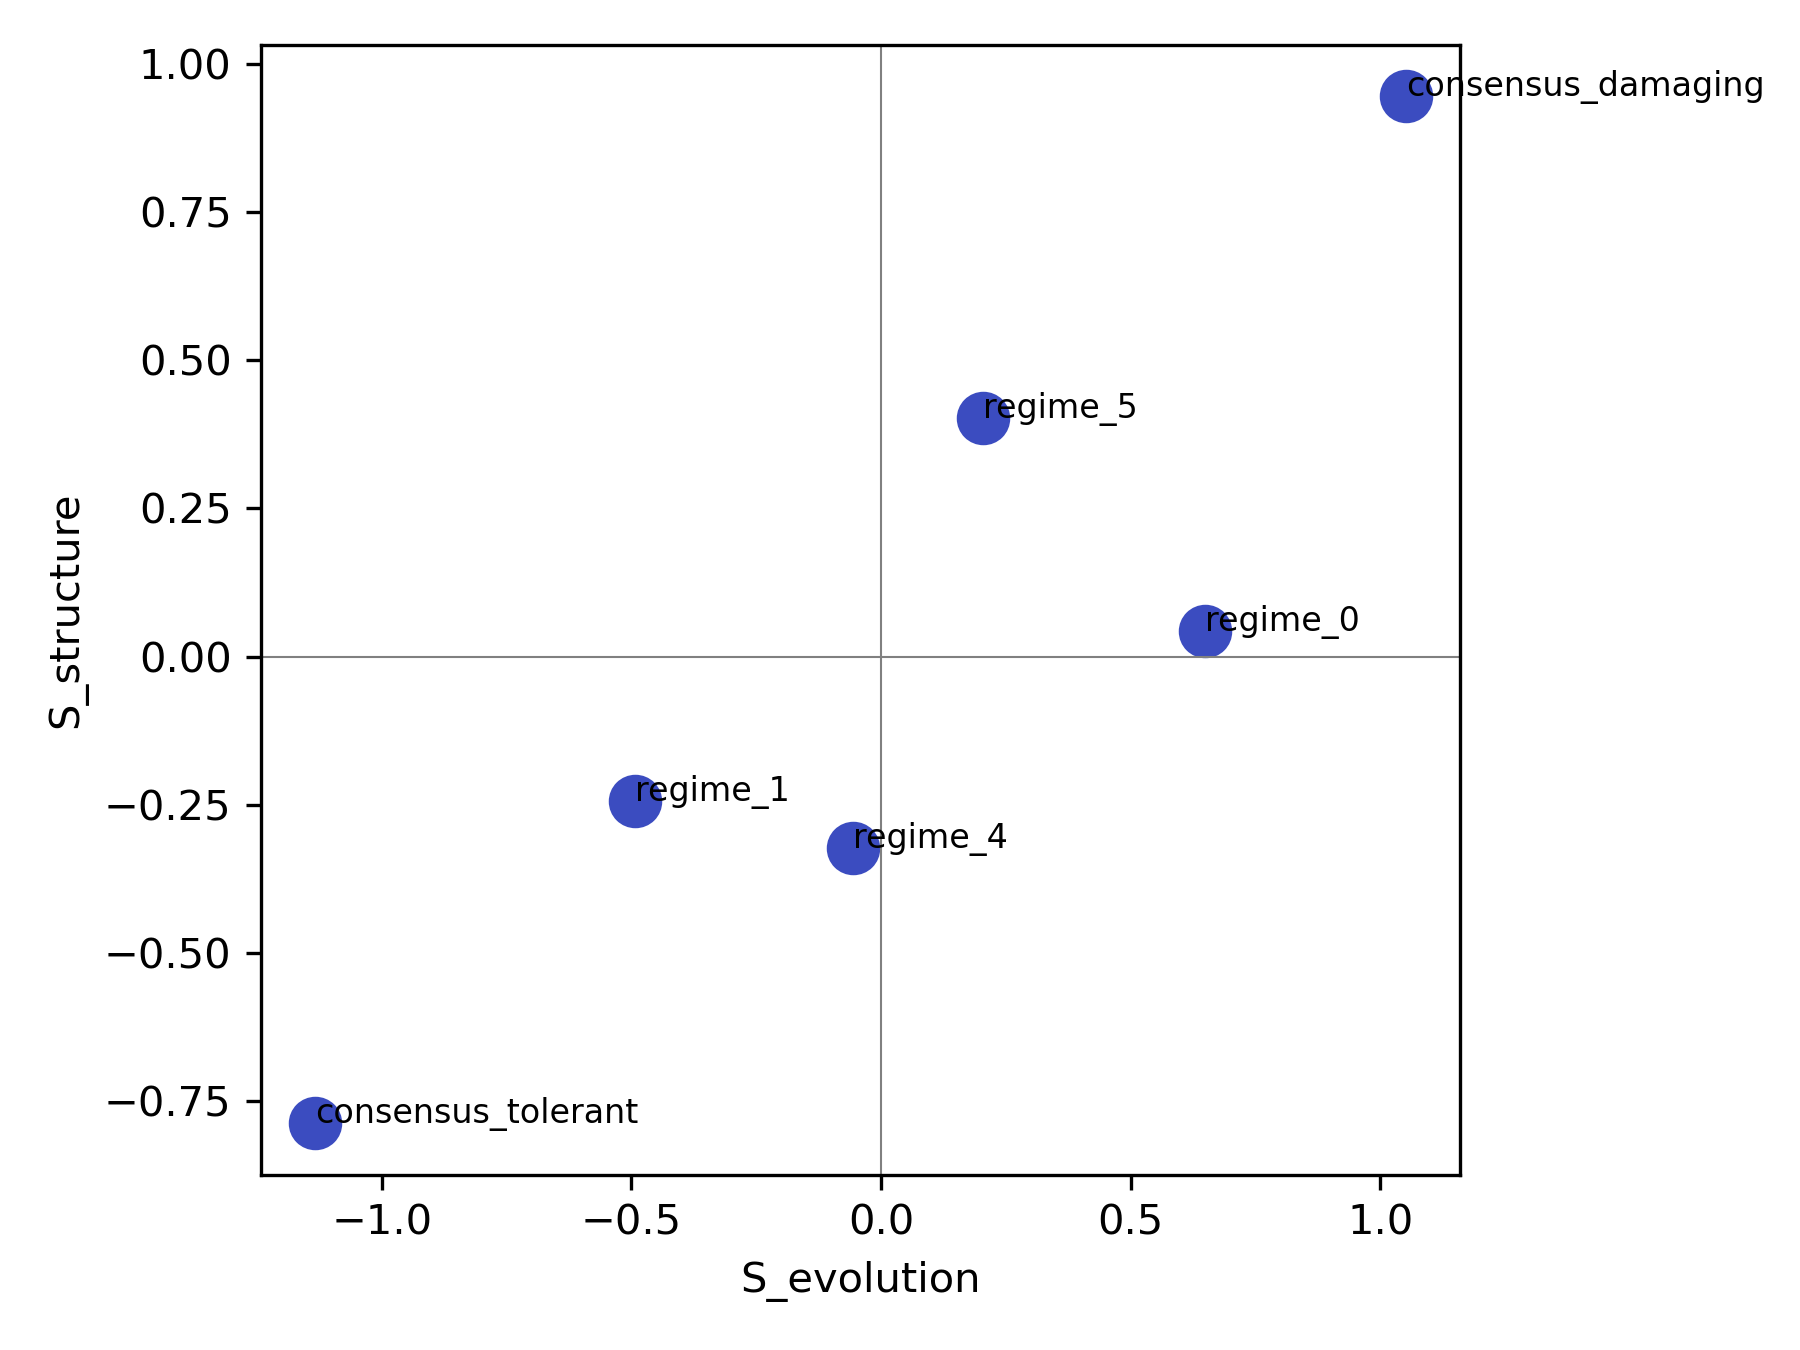 1.00
consensus_damaging
0.75
0.50
regime_5
0.25
regime_0
0.00
S_structure
regime_1
−0.25
regime_4
−0.50
−0.75
consensus_tolerant
−1.0 −0.5 0.0 0.5 1.0
S_evolution